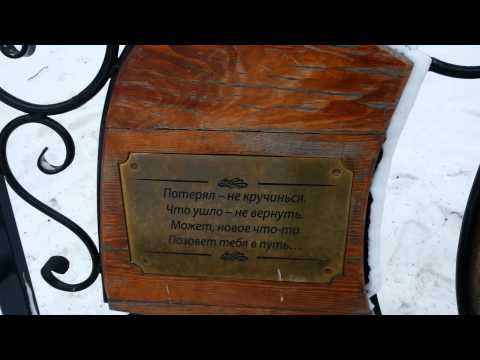 Потерял – не кручинься.
Что ушло – не вернуть.
Может, новое что-то
Позовет тебя в путь...